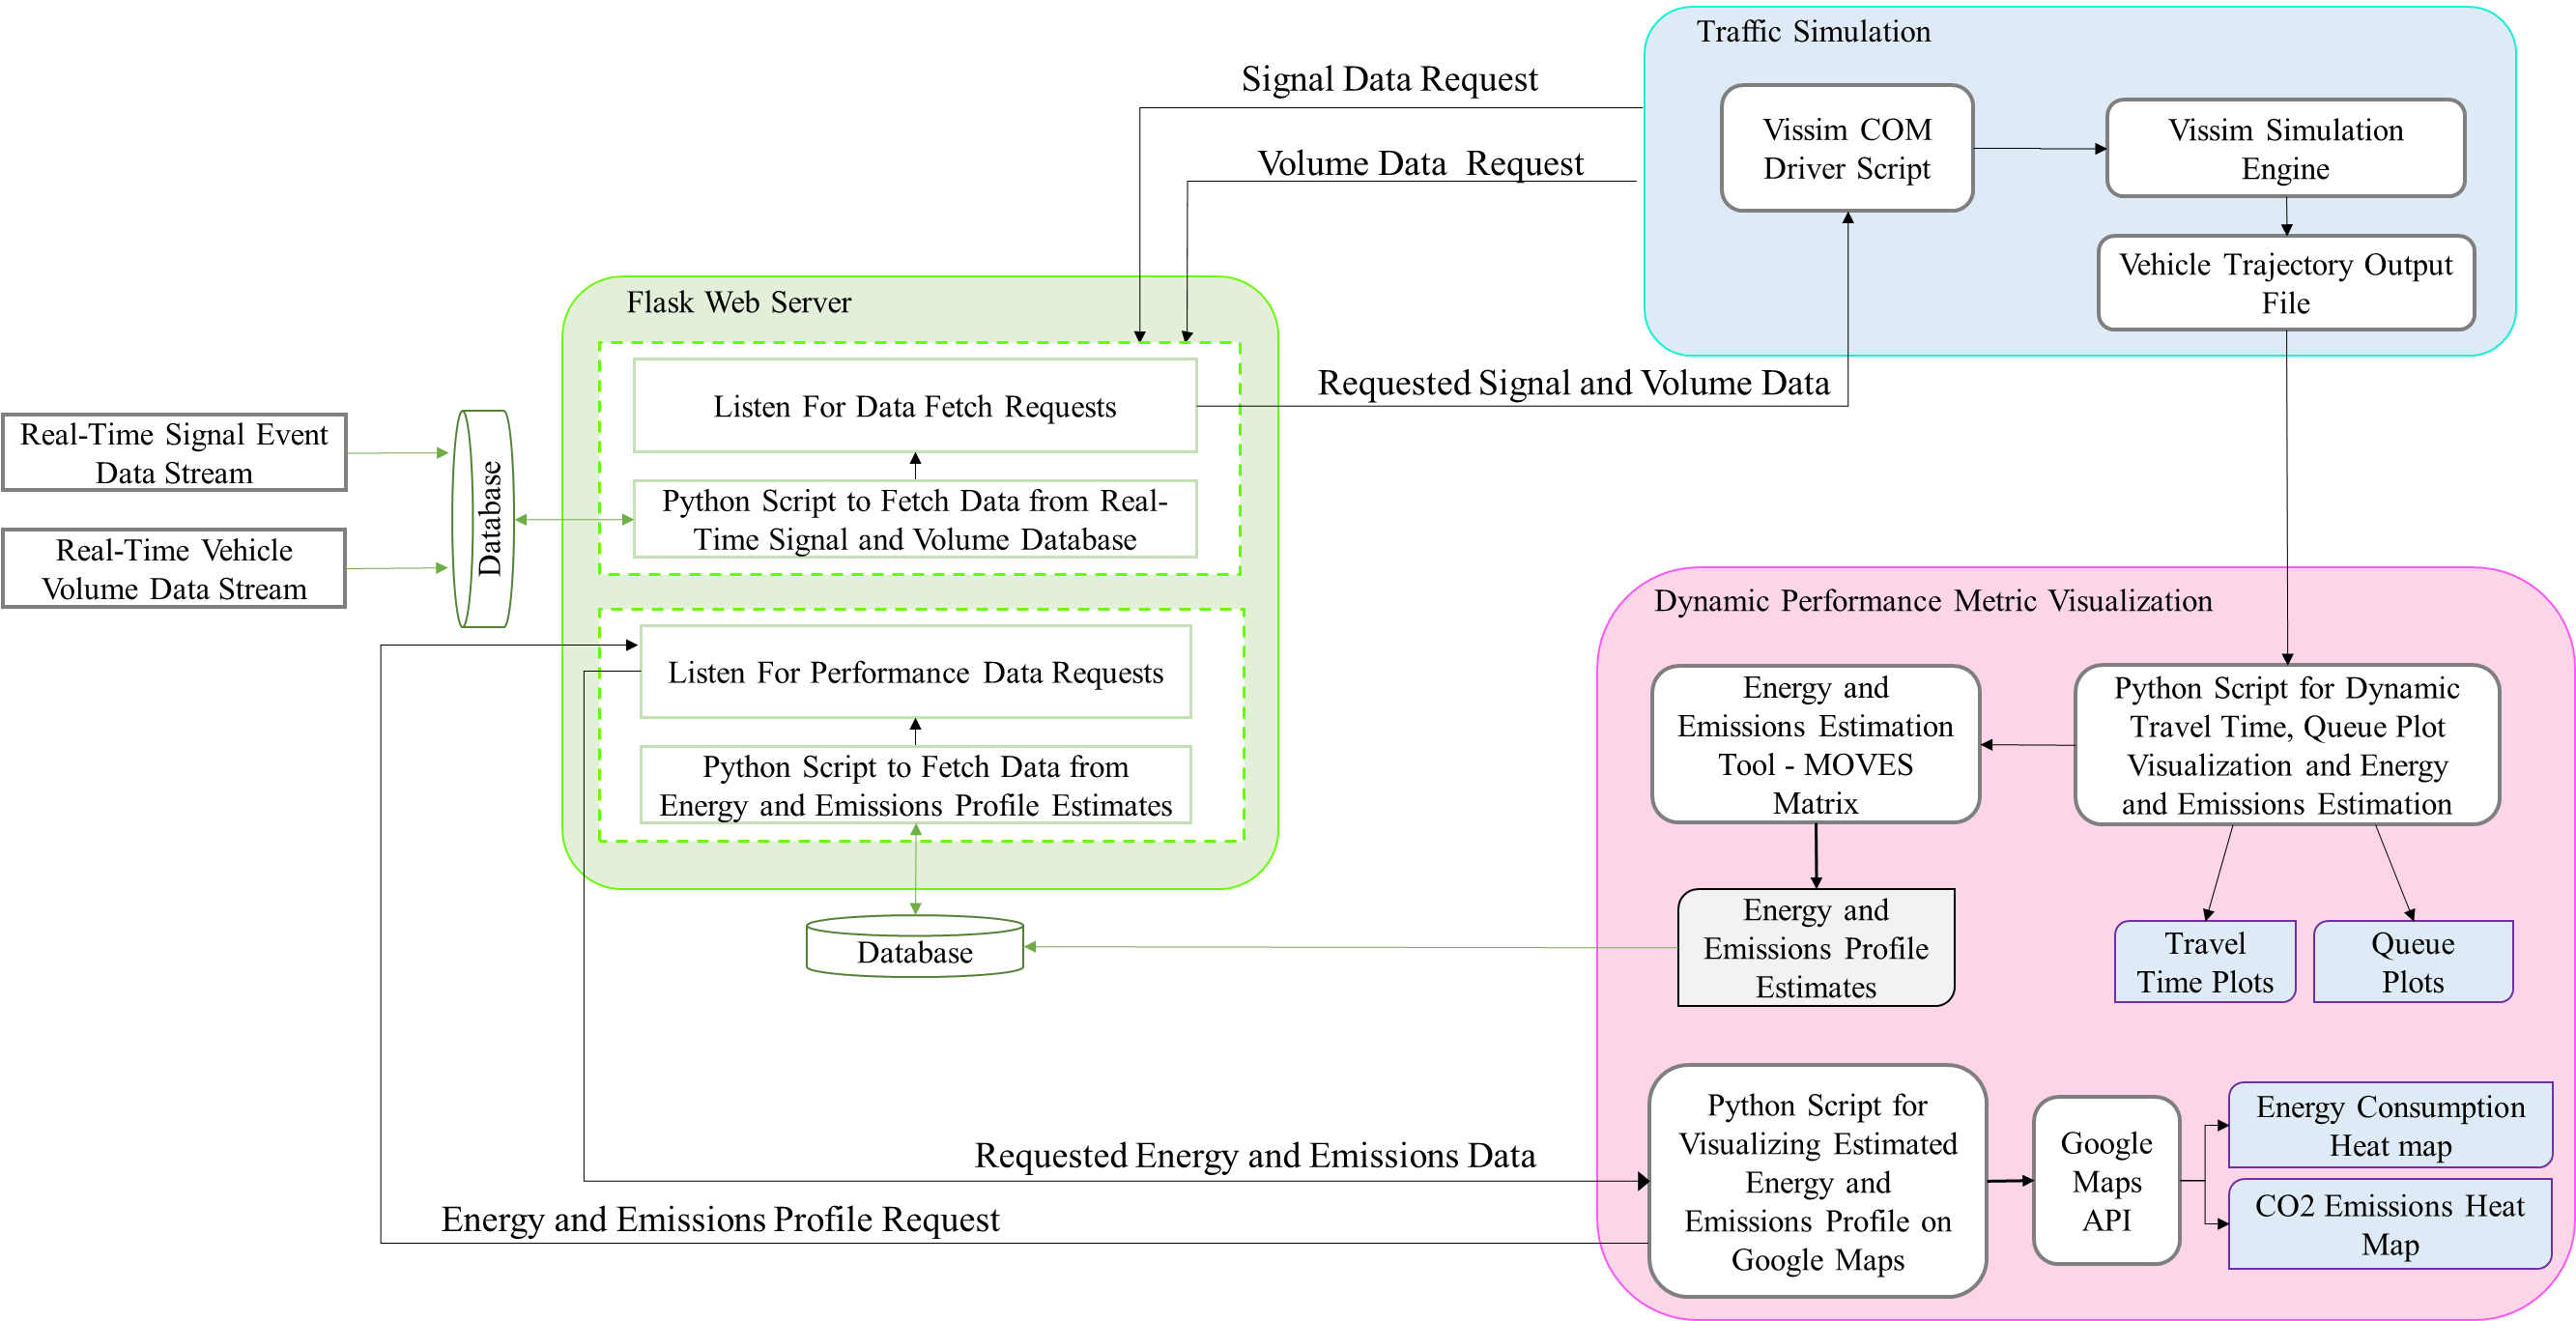 Traffic Simulation
Signal Data Request
Vissim COM
Driver Script
Vissim Simulation
Engine
Volume Data Request
Vehicle Trajectory Output
File
Flask Web Server
Listen For Data Fetch Requests
Requested Signal and Volume Data
Real-Time Signal Event
Data Stream
Database
Python Script to Fetch Data from Real-
Time Signal and Volume Database
Real-Time Vehicle
Volume Data Stream
Listen For Performance Data Requests
Python Script to Fetch Data from
Energy and Emissions Profile Estimates
Database
Dynamic Performance Metric Visualization
Energy and
Emissions Estimation
Tool - MOVES
Matrix
Python Script for Dynamic
Travel Time, Queue Plot
Visualization and Energy
and Emissions Estimation
Energy and
Emissions Profile
Estimates
Travel
Time Plots
Queue
Plots
Requested Energy and Emissions Data
Energy and Emissions Profile Request
Python Script for
Visualizing Estimated
Energy and
Emissions Profile on
Google Maps
Google
Maps
API
Energy Consumption
Heat map
CO2 Emissions Heat
Map